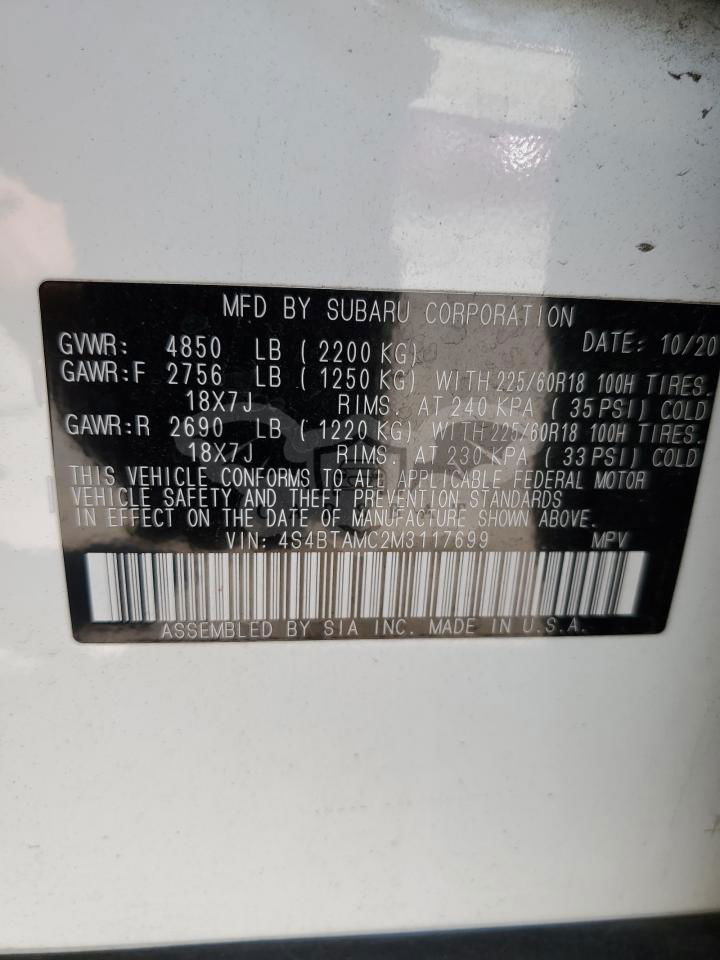 MFD BY SUBARU CORPORATION
GVWR: 4850 LB ( 2200 KG) DATE: 10/20
GAWR:F 2756 LB ( 1250 KG) WITH 225/60R18 100H TIRES.
18X7J RIMS. AT 240 KPA ( 35 PSI) COLD
GAWR:R 2690 LB ( 1220 KG) WITH 225/60R18 100H TIRES.
18X7J RIMS. AT 230 KPA ( 33 PSI) COLD
THIS VEHICLE CONFORMS TO ALL APPLICABLE FEDERAL MOTOR
VEHICLE SAFETY AND THEFT PREVENTION STANDARDS
IN EFFECT ON THE DATE OF MANUFACTURE SHOWN ABOVE.
VIN: 4S4BTAMC2M3117699 MPV
ASSEMBLED BY SIA INC. MADE IN U.S.A.